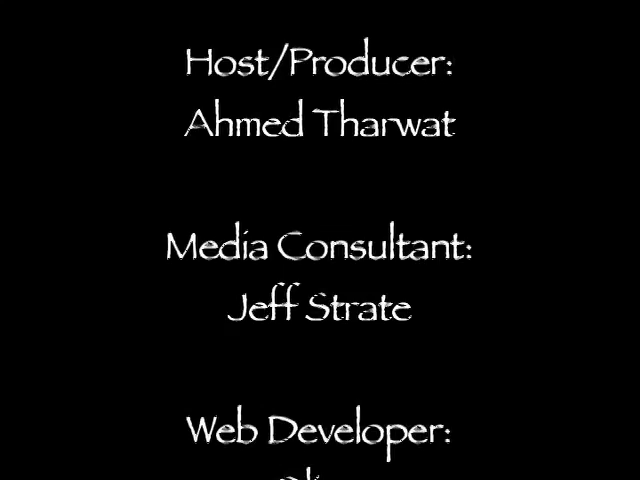 Host/Producer:
Ahmed Tharwat
Media Consultant:
Jeff Strate
Web Developer: